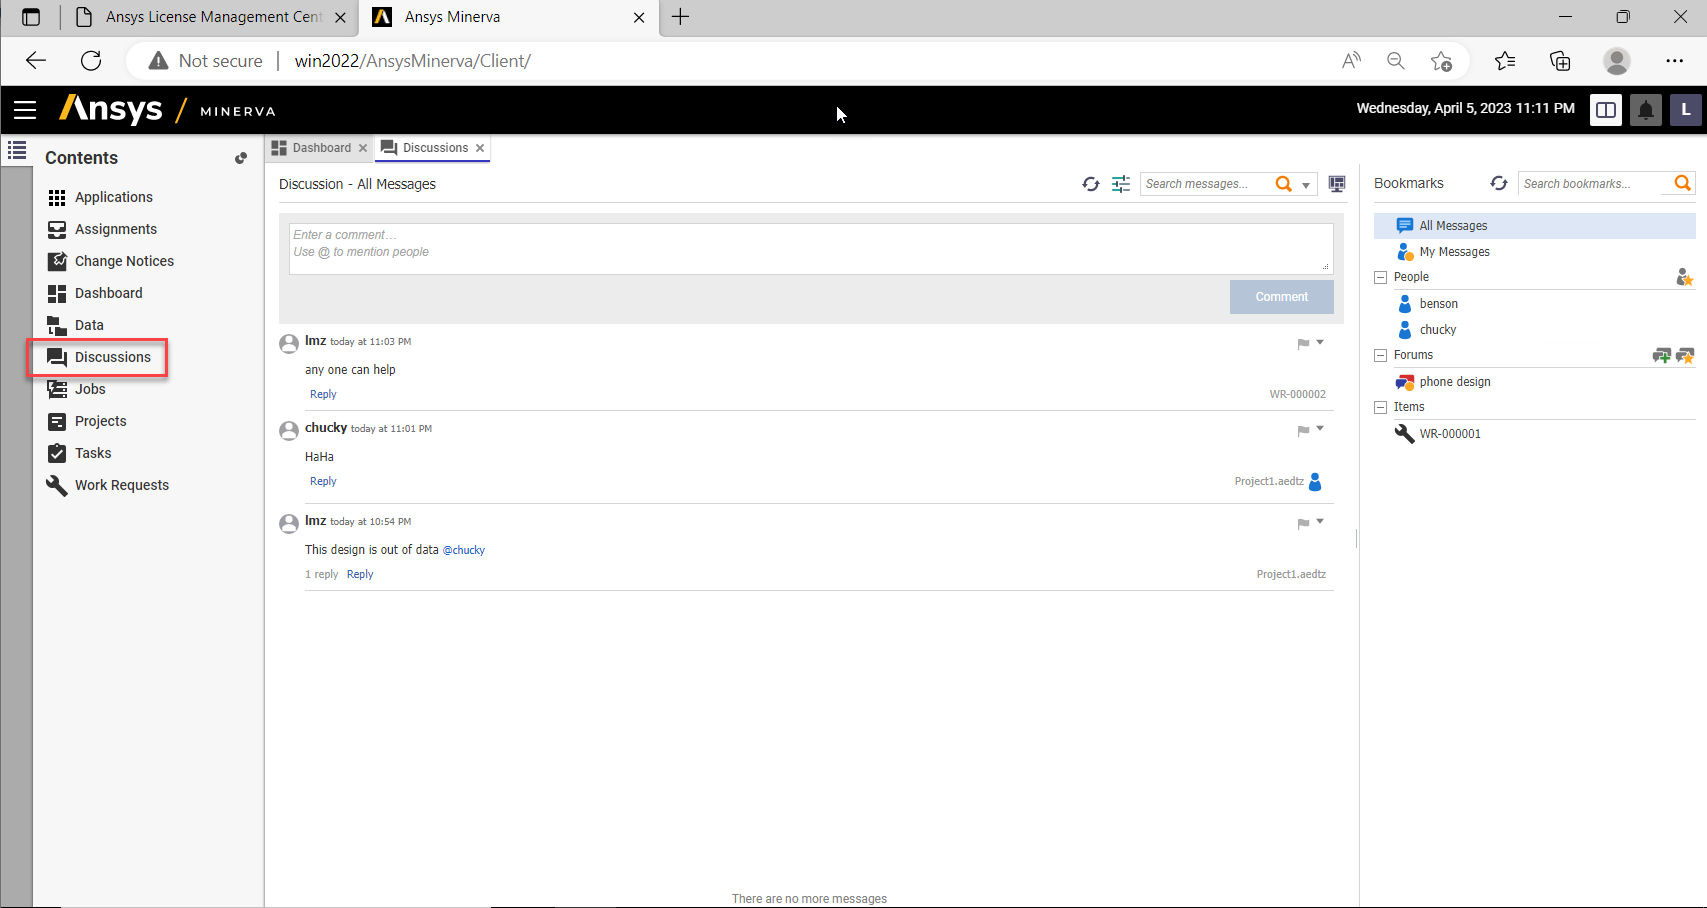 Ansys License Management Cent
Ansys Minerva
Not secure
win2022/AnsysMinerva/Client/
Ansys / MINERVA
Wednesday, April 5, 2023 11:11 PM
L
Contents
Applications
Assignments
Change Notices
Dashboard
Data
Discussions
Jobs
Projects
Tasks
Work Requests
Dashboard
Discussions
Discussion - All Messages
Search messages...
Enter a comment...
Use @ to mention people
Comment
lmz today at 11:03 PM
any one can help
Reply
WR-000002
chucky today at 11:01 PM
HaHa
Reply
Project1.aedtz
lmz today at 10:54 PM
This design is out of data @chucky
1 reply Reply
Project1.aedtz
There are no more messages
Bookmarks
Search bookmarks...
All Messages
My Messages
People
benson
chucky
Forums
phone design
Items
WR-000001